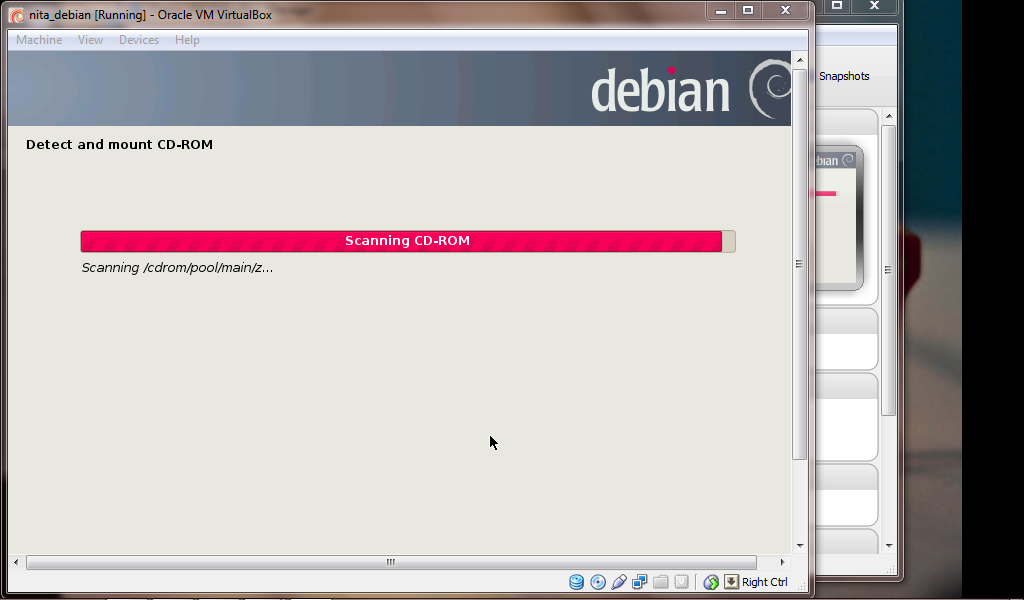 nita_debian [Running] - Oracle VM VirtualBox
Machine View Devices Help
debian
Snapshots
Detect and mount CD-ROM
bian
Scanning CD-ROM
Scanning /cdrom/pool/main/z...
Right Ctrl